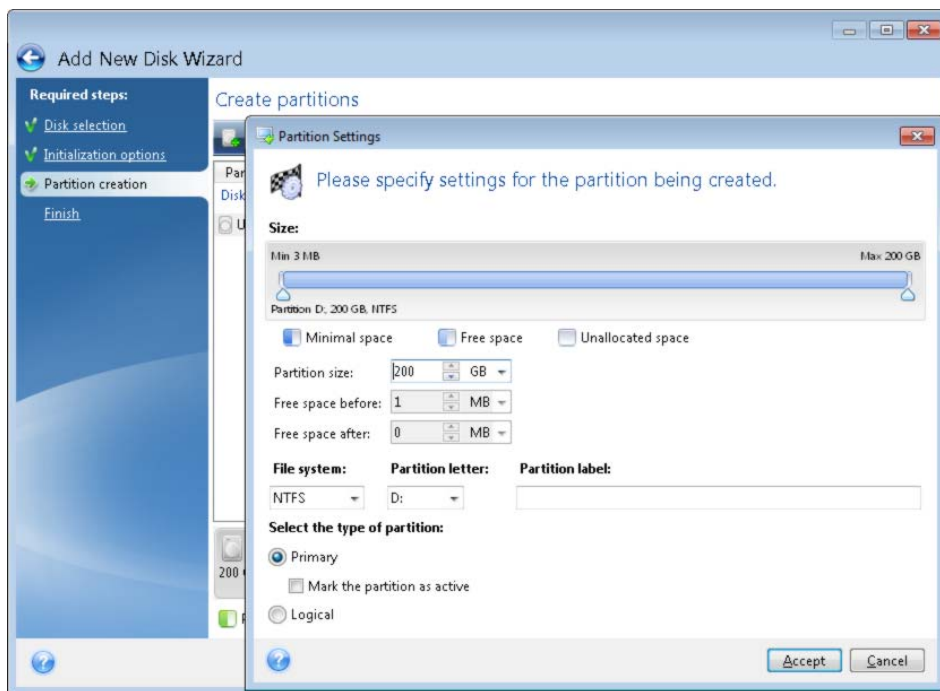 Add New Disk Wizard
Required steps:
Disk selection
Initialization options
Partition creation
Finish
Create partitions
Par
Disk
U
200
Partition Settings
Please specify settings for the partition being created.
Size:
Min 3 MB Max 200 GB
Partition D:, 200 GB, NTFS
Minimal space Free space Unallocated space
Partition size: 200 GB
Free space before: 1 MB
Free space after: 0 MB
File system: Partition letter: Partition label:
NTFS D:
Select the type of partition:
Primary
Mark the partition as active
Logical
Accept Cancel